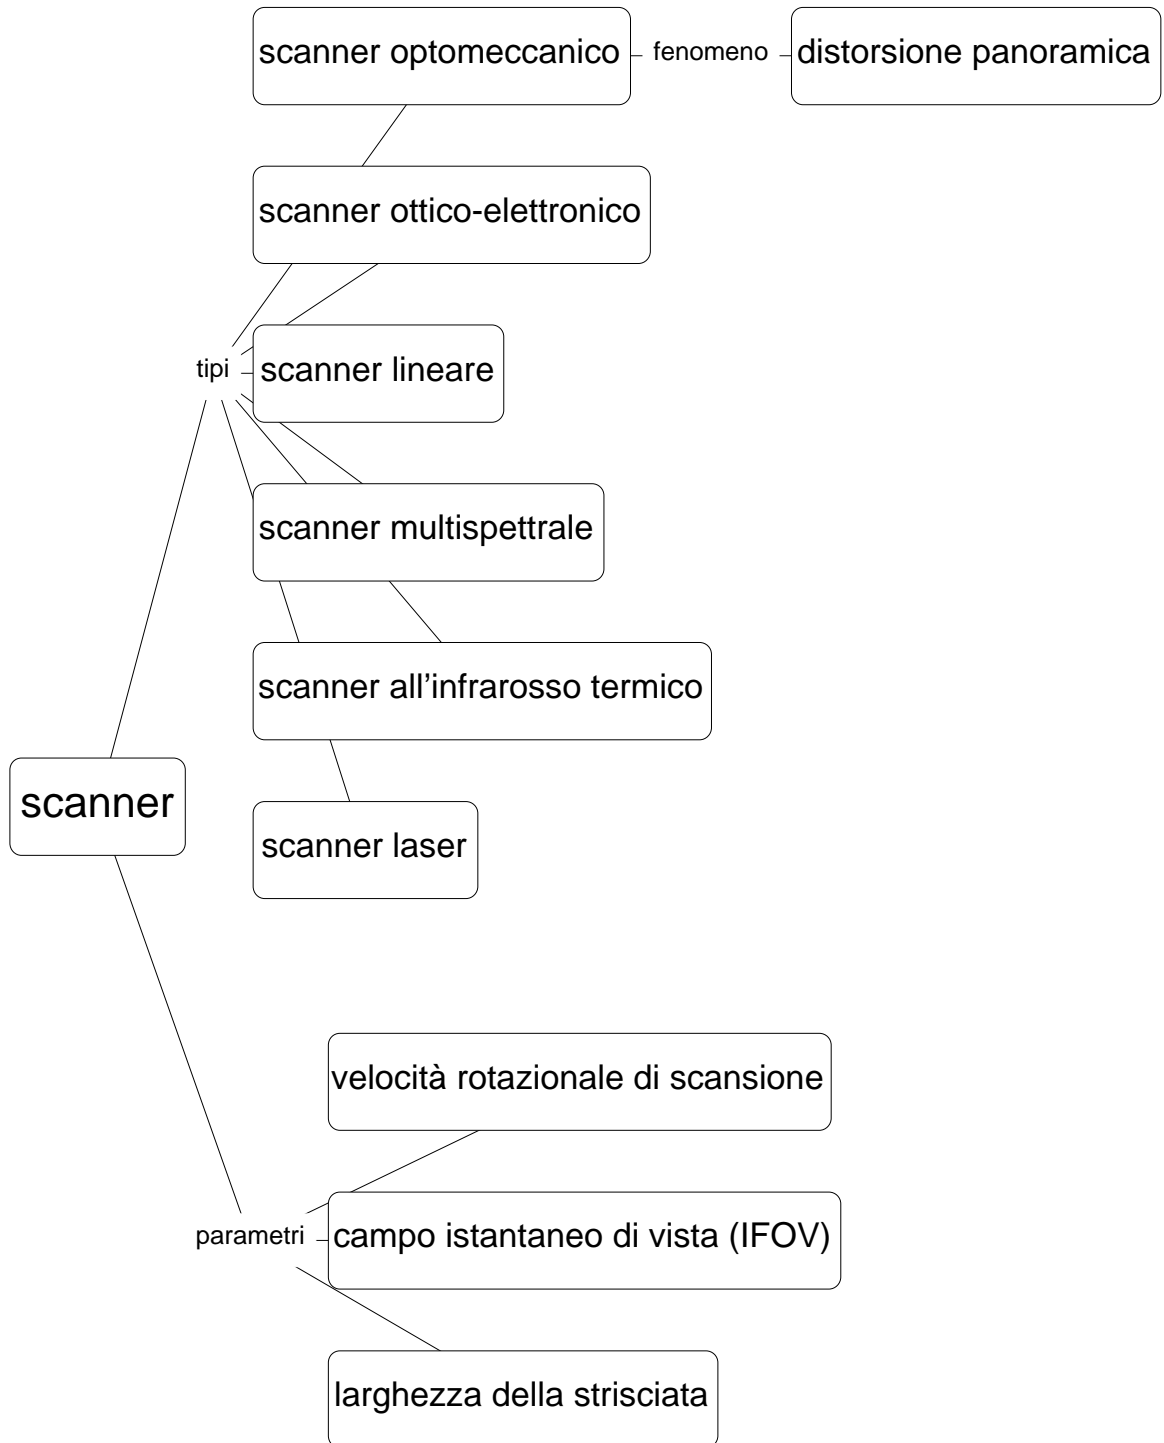 scanner optomeccanico
fenomeno
distorsione panoramica
scanner ottico-elettronico
tipi
scanner lineare
scanner multispettrale
scanner all'infrarosso termico
scanner
scanner laser
velocità rotazionale di scansione
parametri
campo istantaneo di vista (IFOV)
larghezza della strisciata